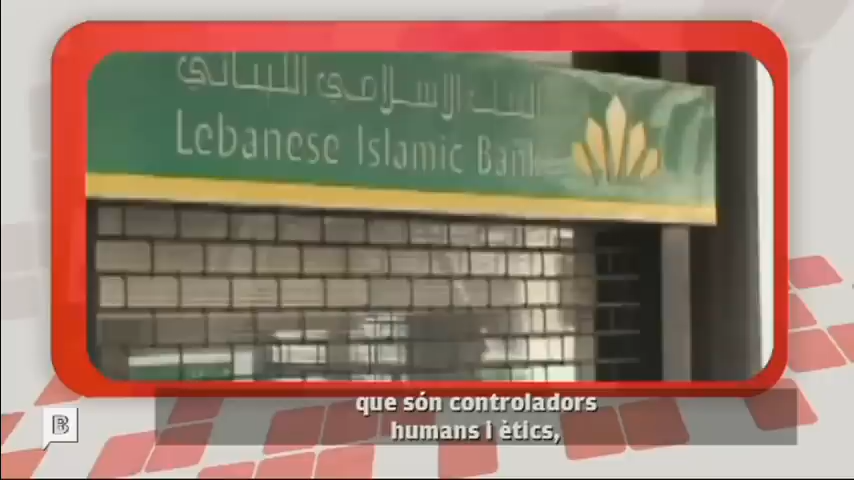 البنك الإسلامي اللبناني
Lebanese Islamic Bank
que són controladors
humans i ètics,
B